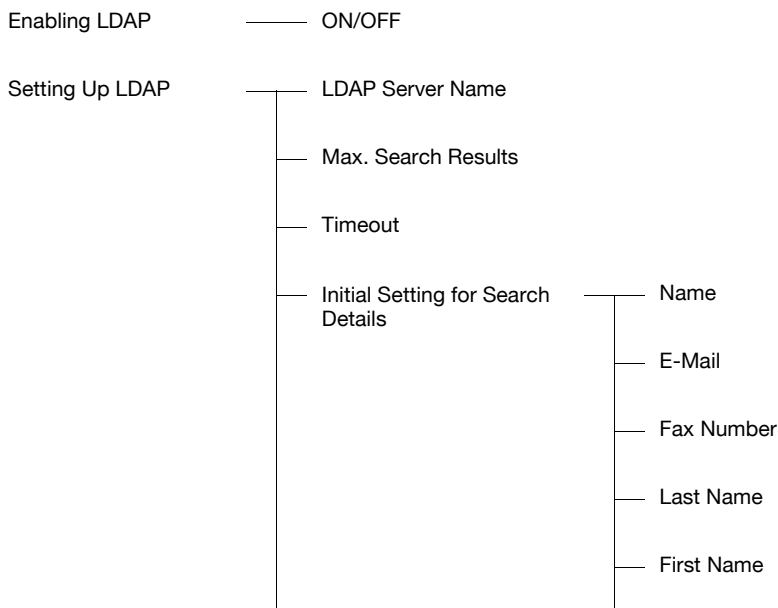 Enabling LDAP ON/OFF
Setting Up LDAP LDAP Server Name
Max. Search Results
Timeout
Initial Setting for Search Details Name
E-Mail
Fax Number
Last Name
First Name